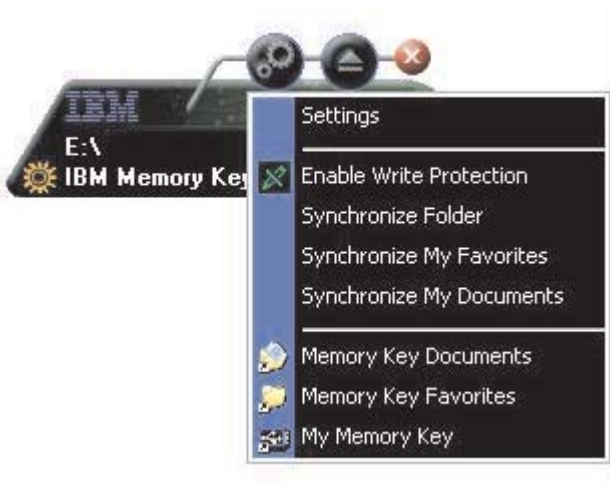 IBM
E:\
IBM Memory Key
Settings
Enable Write Protection
Synchronize Folder
Synchronize My Favorites
Synchronize My Documents
Memory Key Documents
Memory Key Favorites
My Memory Key